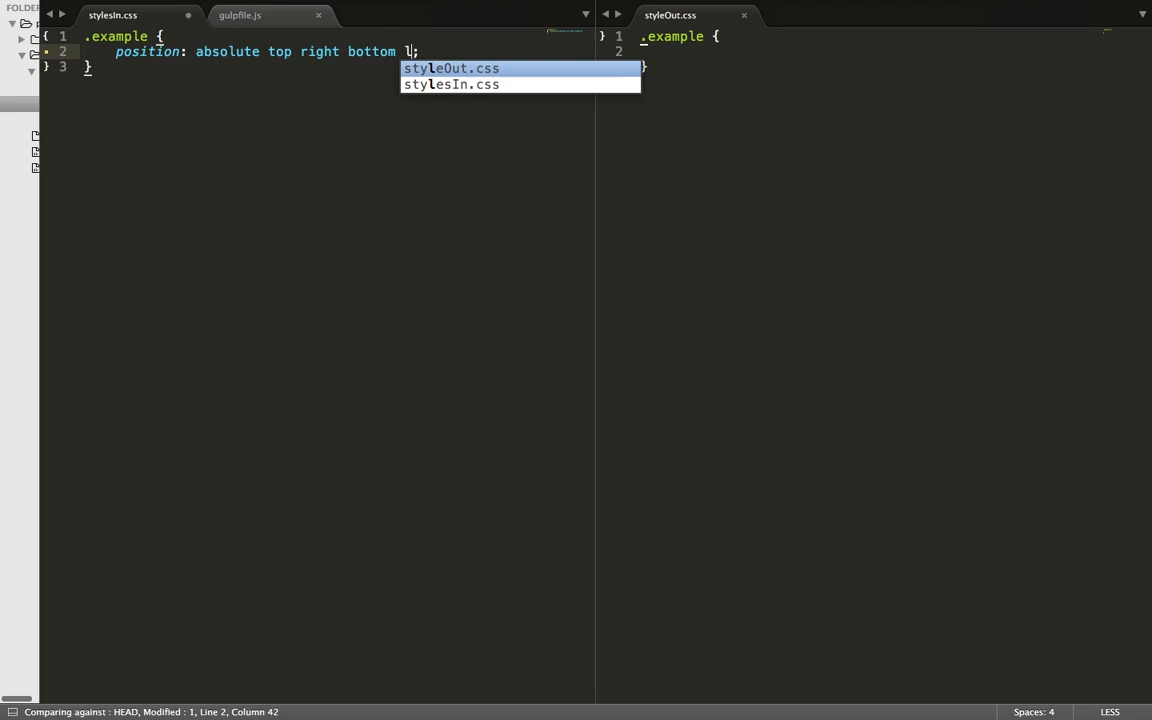 FOLDER
stylesIn.css
gulpfile.js
styleOut.css
1 .example {
2 position: absolute top right bottom l;
3 }
styleOut.css
stylesIn.css
1 .example {
2
}
Comparing against : HEAD, Modified : 1, Line 2, Column 42
Spaces: 4
LESS